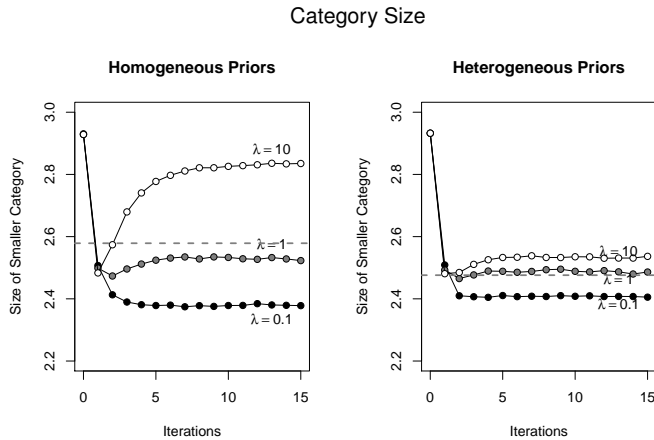 Category Size
Homogeneous Priors
Size of Smaller Category
3.0
2.8
2.6
2.4
2.2
λ = 10
λ = 1
λ = 0.1
0 5 10 15
Iterations
Heterogeneous Priors
Size of Smaller Category
3.0
2.8
2.6
2.4
2.2
λ = 10
λ = 1
λ = 0.1
0 5 10 15
Iterations